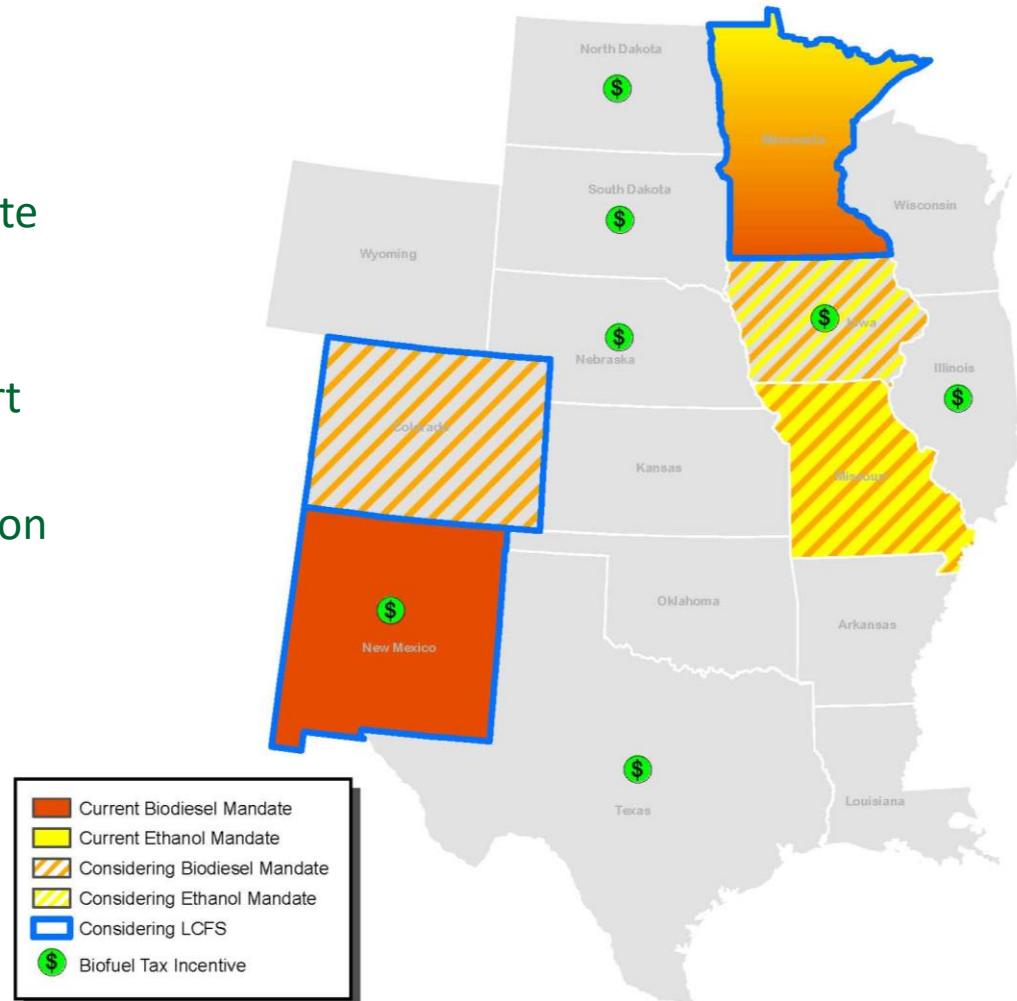 te
rt
on
North Dakota
$
Minnesota
South Dakota
$
Wisconsin
Wyoming
$
Iowa
$
Nebraska
Illinois
$
Colorado
Kansas
Missouri
Oklahoma
Arkansas
$
New Mexico
$
Texas
Louisiana
Current Biodiesel Mandate
Current Ethanol Mandate
Considering Biodiesel Mandate
Considering Ethanol Mandate
Considering LCFS
$ Biofuel Tax Incentive